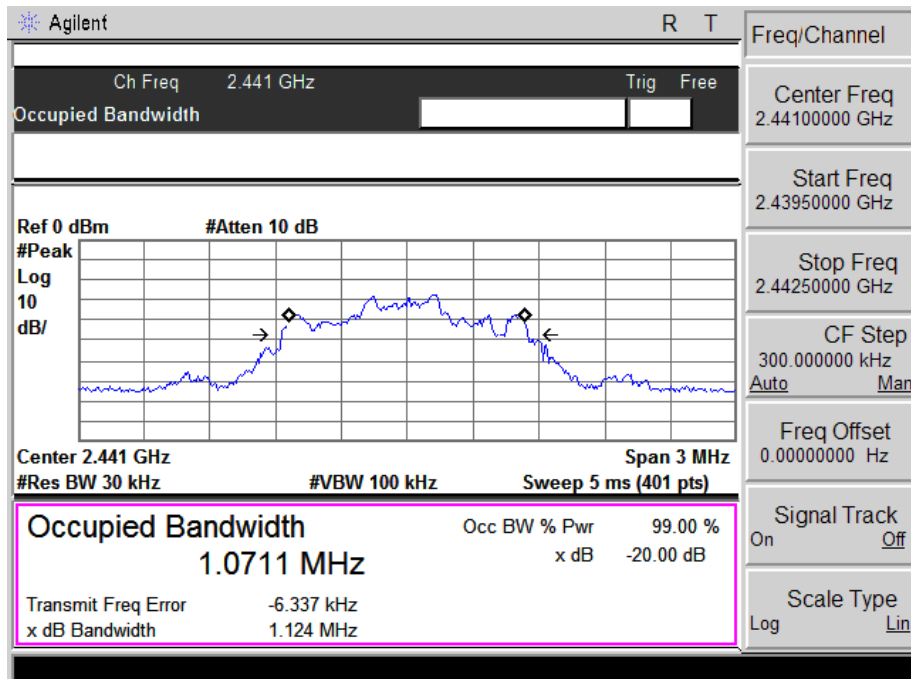 Agilent R T
Freq/Channel
Ch Freq 2.441 GHz Trig Free
Occupied Bandwidth
Center Freq
2.44100000 GHz
Start Freq
2.43950000 GHz
Ref 0 dBm #Atten 10 dB
#Peak
Log
10
dB/
Stop Freq
2.44250000 GHz
CF Step
300.000000 kHz
Auto Man
Freq Offset
0.00000000 Hz
Center 2.441 GHz Span 3 MHz
#Res BW 30 kHz #VBW 100 kHz Sweep 5 ms (401 pts)
Occupied Bandwidth Occ BW % Pwr 99.00 %
1.0711 MHz x dB -20.00 dB
Transmit Freq Error -6.337 kHz
x dB Bandwidth 1.124 MHz
Signal Track
On Off
Scale Type
Log Lin